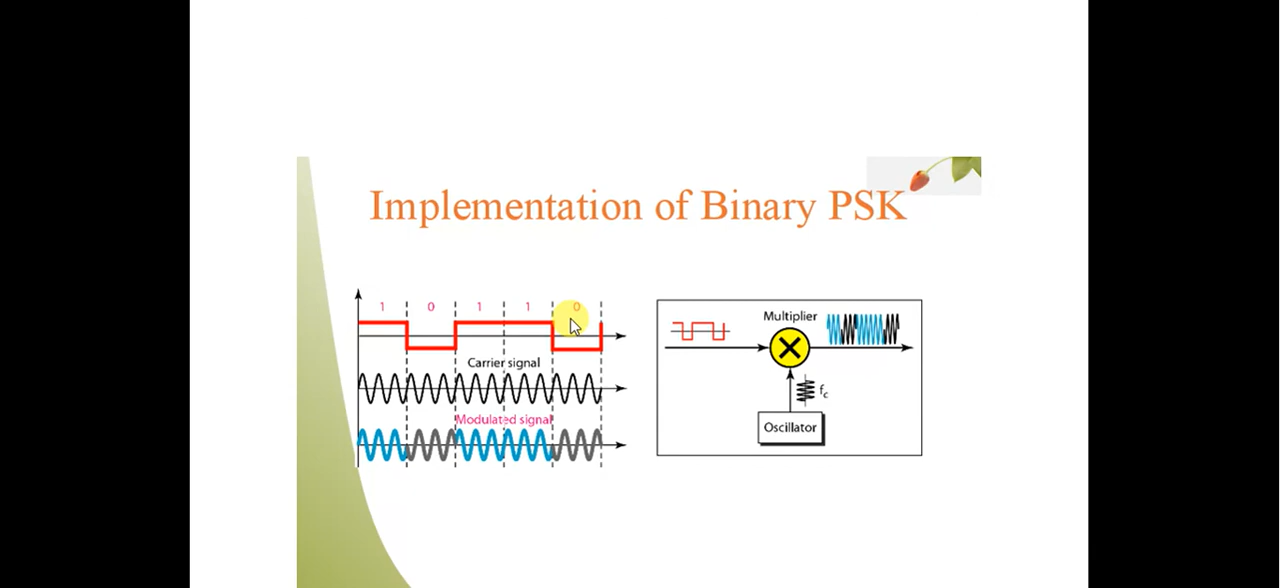 Implementation of Binary PSK
1 0 1 1 0
Carrier signal
Modulated signal
Multiplier
fc
Oscillator